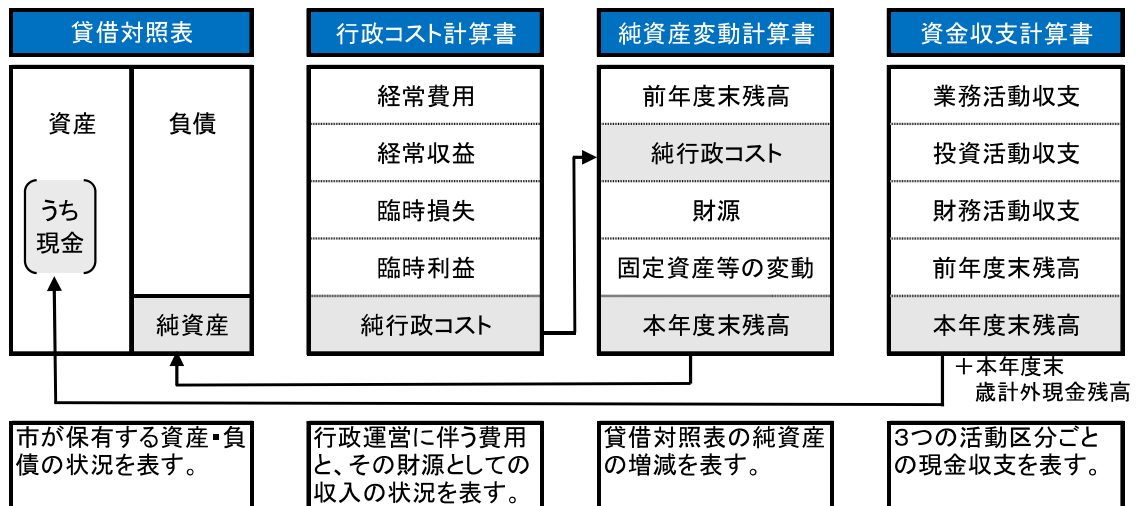 貸借対照表
資産
負債
うち
現金
純資産
行政コスト計算書
経常費用
経常収益
臨時損失
臨時利益
純行政コスト
純資産変動計算書
前年度末残高
純行政コスト
財源
固定資産等の変動
本年度末残高
資金収支計算書
業務活動収支
投資活動収支
財務活動収支
前年度末残高
本年度末残高
＋本年度末
歳計外現金残高
市が保有する資産・負
債の状況を表す。
行政運営に伴う費用
と、その財源としての
収入の状況を表す。
貸借対照表の純資産
の増減を表す。
3つの活動区分ごと
の現金収支を表す。